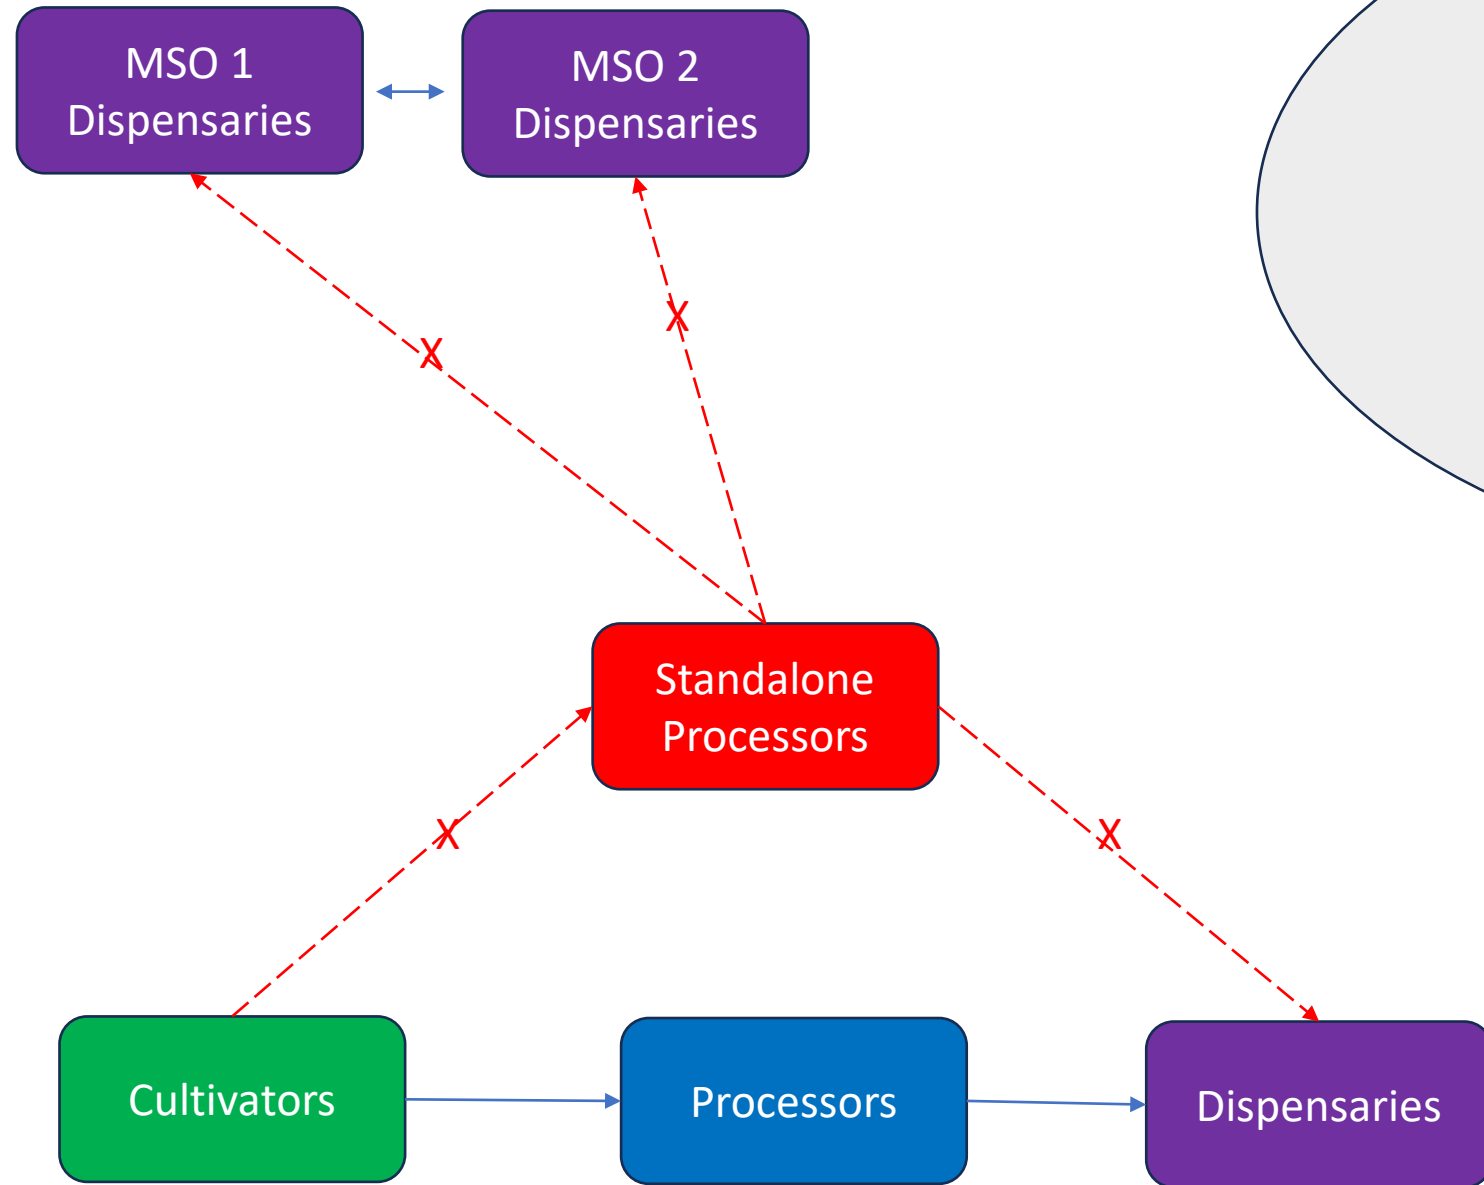 MSO 1
Dispensaries
MSO 2
Dispensaries
X
X
Standalone
Processors
X
X
Cultivators
Processors
Dispensaries